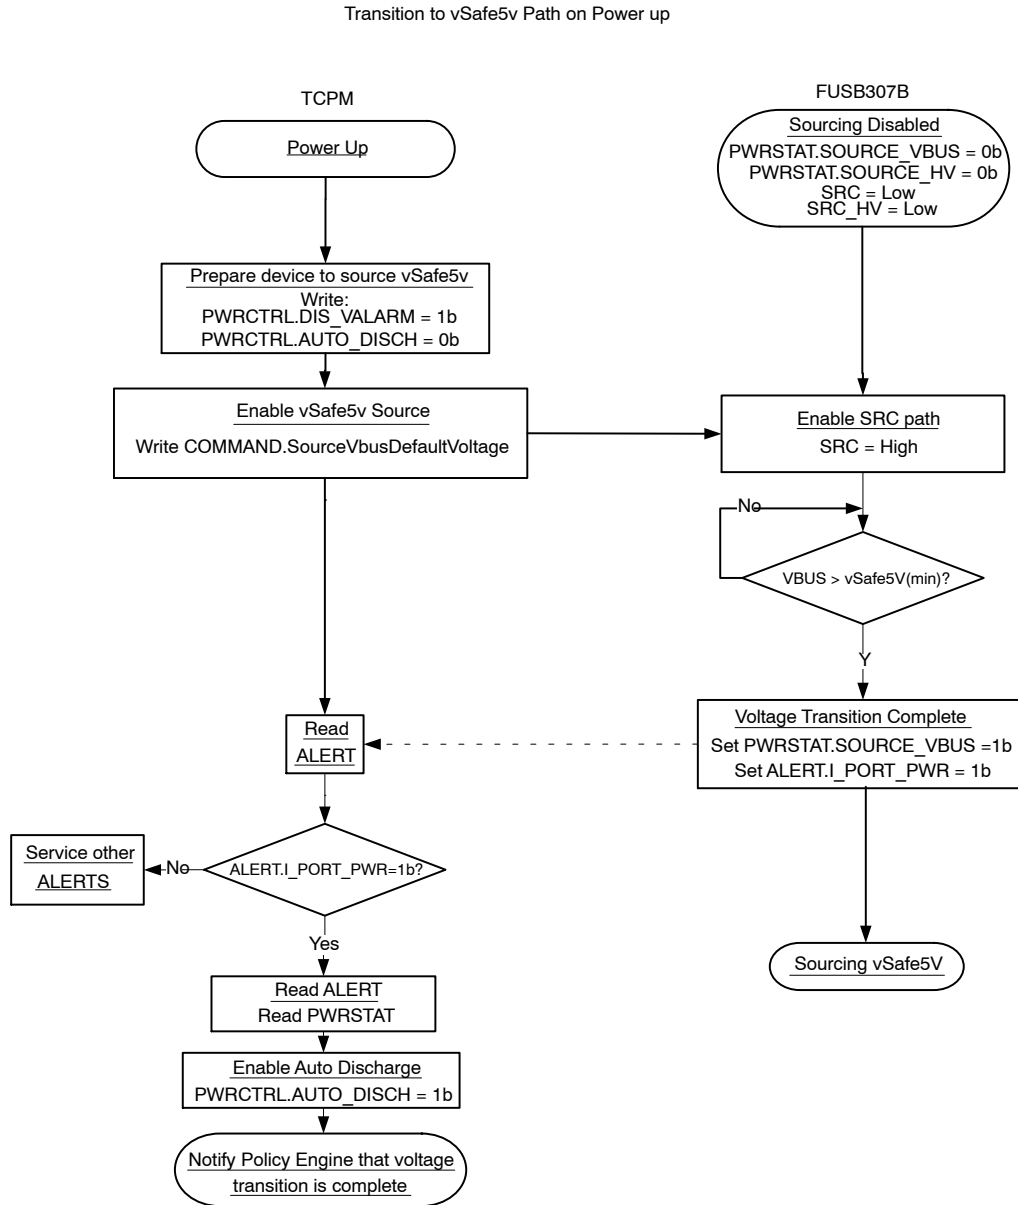 Transition to vSafe5v Path on Power up
TCPM
Power Up
Prepare device to source vSafe5v
Write:
PWRCTRL.DIS_VALARM = 1b
PWRCTRL.AUTO_DISCH = 0b
Enable vSafe5v Source
Write COMMAND.SourceVbusDefaultVoltage
Read
ALERT
ALERT.I_PORT_PWR=1b?
No
Service other
ALERTS
Yes
Read ALERT
Read PWRSTAT
Enable Auto Discharge
PWRCTRL.AUTO_DISCH = 1b
Notify Policy Engine that voltage
transition is complete
FUSB307B
Sourcing Disabled
PWRSTAT.SOURCE_VBUS = 0b
PWRSTAT.SOURCE_HV = 0b
SRC = Low
SRC_HV = Low
Enable SRC path
SRC = High
No
VBUS > vSafe5V(min)?
Y
Voltage Transition Complete
Set PWRSTAT.SOURCE_VBUS =1b
Set ALERT.I_PORT_PWR = 1b
Sourcing vSafe5V